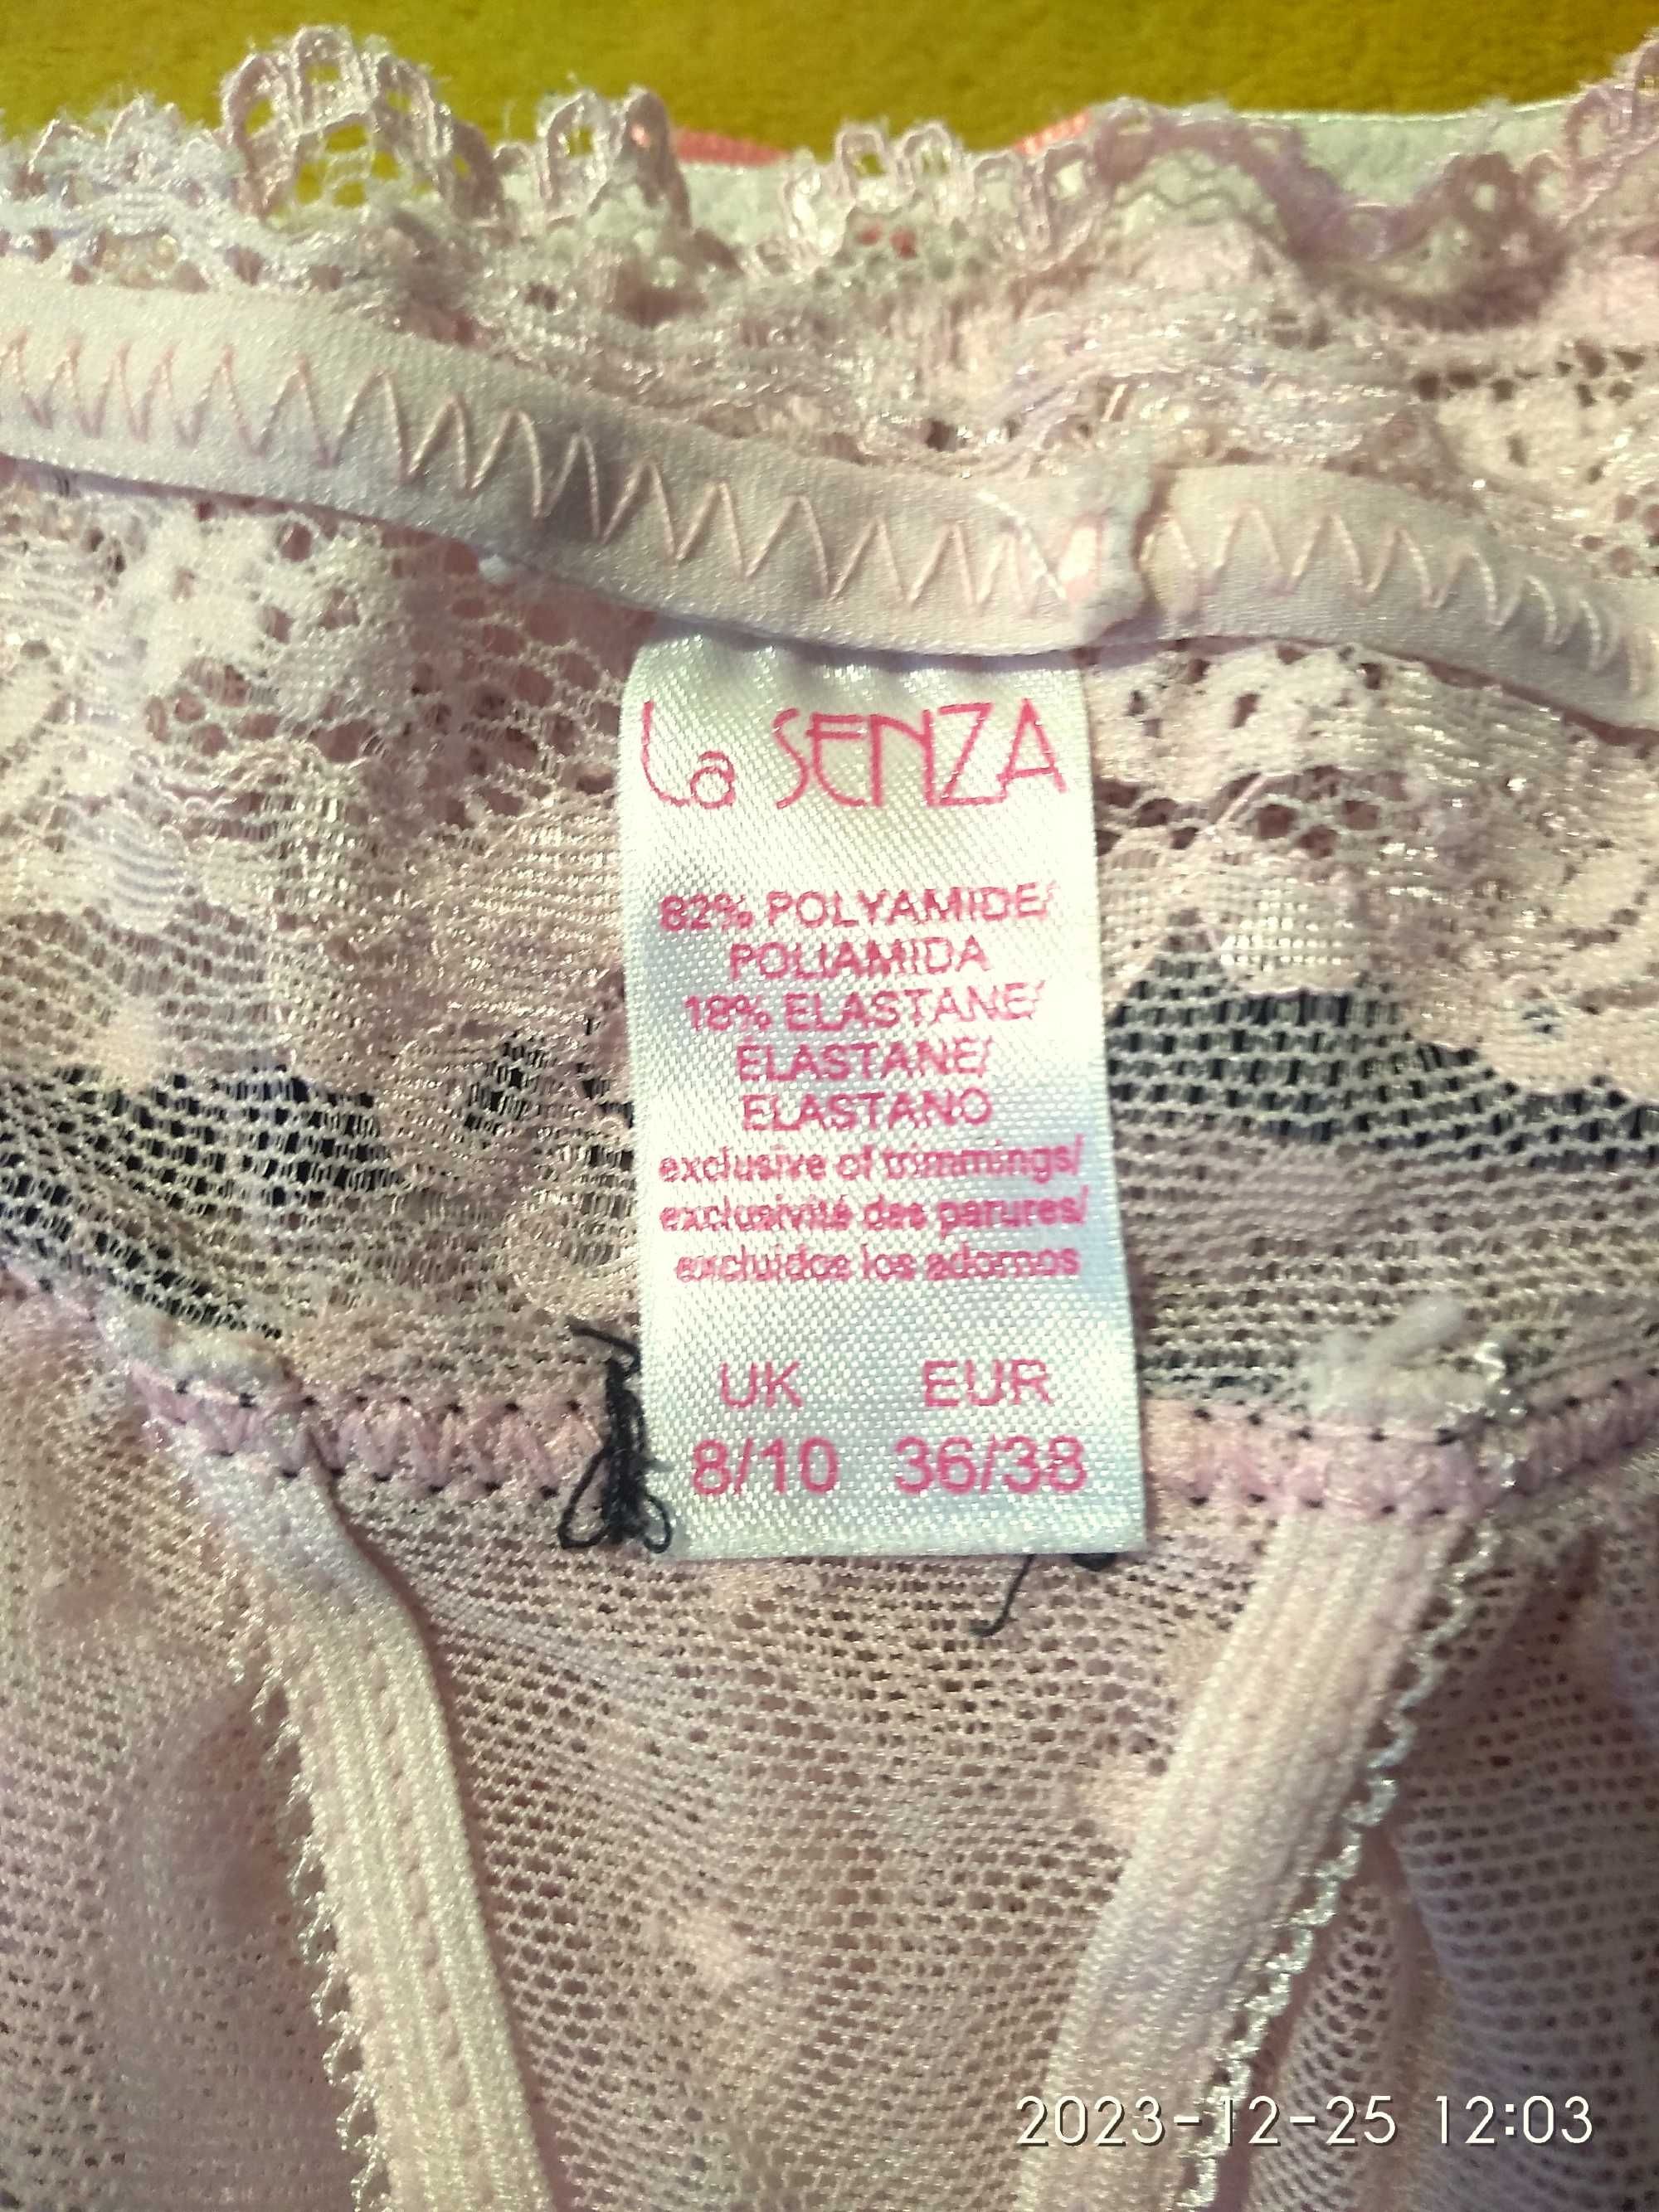 La SENZA
82% POLYAMIDE/
POLIAMIDA
18% ELASTANE/
ELASTANE/
ELASTANO
exclusive of trimmings/
exclusivité des parures/
excluidos los adornos
UK EUR
8/10 36/38
2023-12-25 12:03